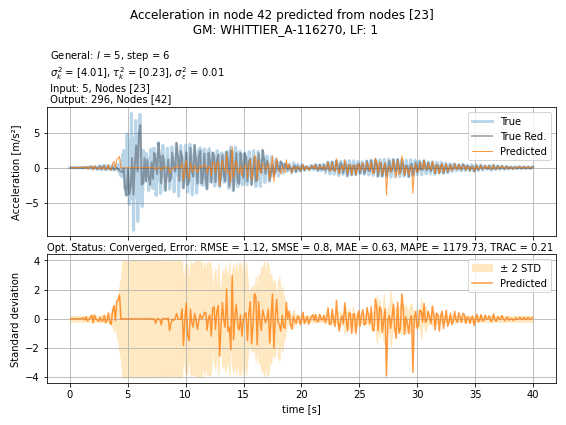 Acceleration in node 42 predicted from nodes [23]
GM: WHITTIER_A-116270, LF: 1
General: l = 5, step = 6
σ²ₖ = [4.01], τ²ₖ = [0.23], σ²ε = 0.01
Input: 5, Nodes [23]
Output: 296, Nodes [42]
Acceleration [m/s²]
5
0
−5
True
True Red.
Predicted
Opt. Status: Converged, Error: RMSE = 1.12, SMSE = 0.8, MAE = 0.63, MAPE = 1179.73, TRAC = 0.21
Standard deviation
4
2
0
−2
−4
± 2 STD
Predicted
0 5 10 15 20 25 30 35 40
time [s]